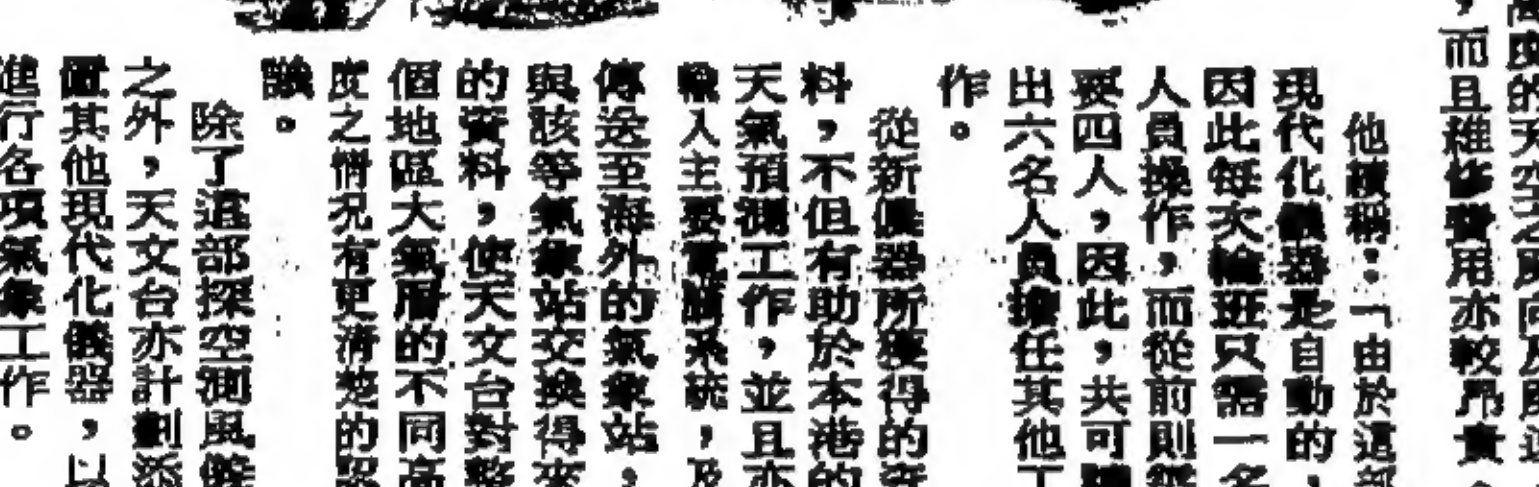 高度的天空之
，而且維修費用亦較昂貴。
他續稱：「由於這部
現代化儀器是自動的，
因此每次輪班只需一名
人員操作，而從前則需
要四人，因此，共可
出六名人員擔任其他工
作。
從新儀器所獲得的資
料，不但有助於本港的
天氣預測工作，並且亦
輸入主要電腦系統，及
傳送至海外的氣象站，
與該等氣象站交換得來
的資料，使天文台對整
個地區大氣層的不同高
度之情況有更清楚的認
識。
除了這部探空測風儀
之外，天文台亦計劃添
置其他現代化儀器，以
進行各項氣象工作。